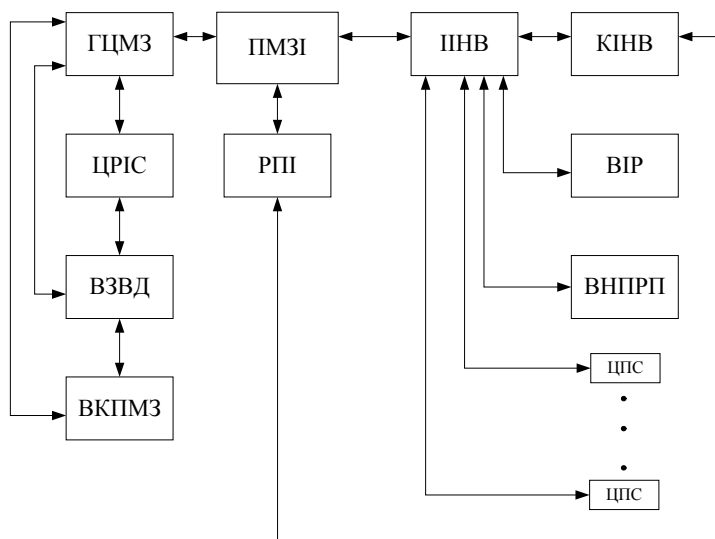 ГЦМЗ
ПМЗІ
ІІНВ
КІНВ
ЦРІС
РПІ
ВІР
ВЗВД
ВНПРП
ЦПС
ВКПМЗ
ЦПС